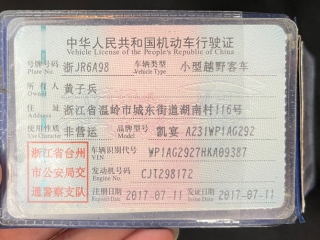 中华人民共和国机动车行驶证
Vehicle License of the People's Republic of China
号牌号码 浙JR6A98 车辆类型 小型越野客车
Plate No. Vehicle Type
所有人 黄子兵
Owner
住址 浙江省温岭市城东街道湖南村116号
Address
使用性质 非营运 品牌型号 凯宴 AZ31WP1AG292
Use Character Model
浙江省台州 车辆识别代号 WP1AG2927HKA09387
市公安局交 VIN
通警察支队 发动机号码 CJT298172
Engine No.
注册日期 2017-07-11 发证日期 2017-07-11
Issue Date